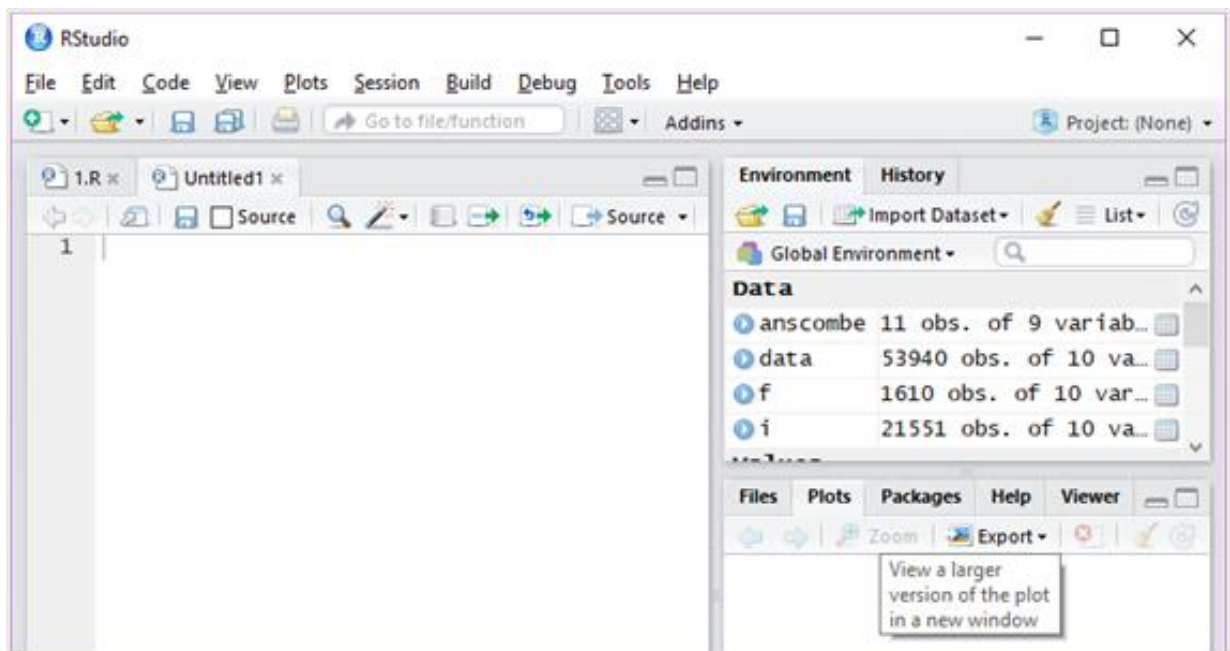 RStudio
File Edit Code View Plots Session Build Debug Tools Help
Go to file/function Addins Project: (None)
1.R Untitled1
Source Source
1
Environment History
Import Dataset List
Global Environment
Data
anscombe 11 obs. of 9 variab…
data 53940 obs. of 10 va…
f 1610 obs. of 10 var…
i 21551 obs. of 10 va…
Files Plots Packages Help Viewer
Zoom Export
View a larger
version of the plot
in a new window